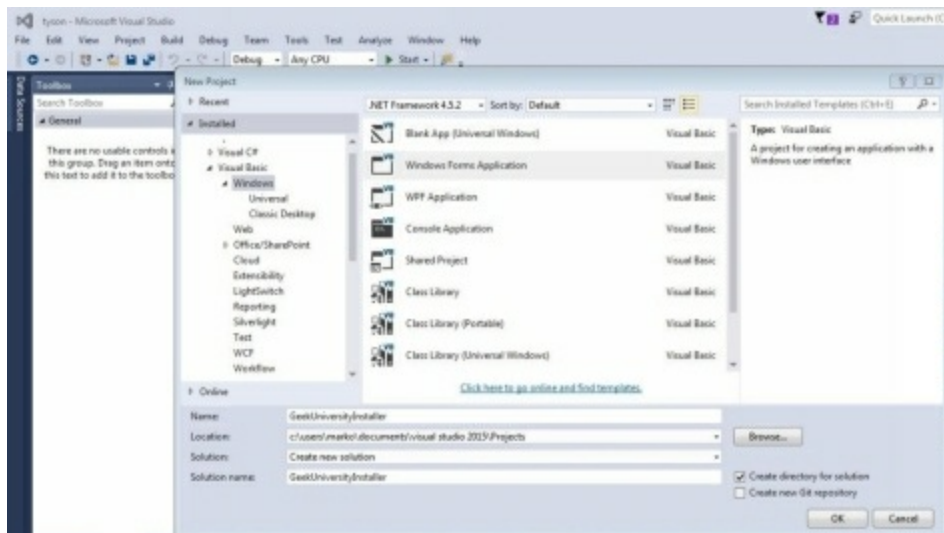 tyson - Microsoft Visual Studio
Quick Launch (C
File Edit View Project Build Debug Team Tools Test Analyze Window Help
Debug Any CPU Start
Data Sources
Toolbox
Search Toolbox
General
There are no usable controls i
this group. Drag an item onto
this text to add it to the toolbo
New Project
Recent
Installed
Visual C#
Visual Basic
Windows
Universal
Classic Desktop
Web
Office/SharePoint
Cloud
Extensibility
LightSwitch
Reporting
Silverlight
Test
WCF
Workflow
Online
.NET Framework 4.5.2 Sort by: Default
Blank App (Universal Windows) Visual Basic
Windows Forms Application Visual Basic
WPF Application Visual Basic
Console Application Visual Basic
Shared Project Visual Basic
Class Library Visual Basic
Class Library (Portable) Visual Basic
Class Library (Universal Windows) Visual Basic
Click here to go online and find templates.
Search Installed Templates (Ctrl+E)
Type: Visual Basic
A project for creating an application with a
Windows user interface
Name: GeekUniversityInstaller
Location: c:\users\marko\documents\visual studio 2015\Projects
Browse...
Solution: Create new solution
Solution name: GeekUniversityInstaller
Create directory for solution
Create new Git repository
OK Cancel